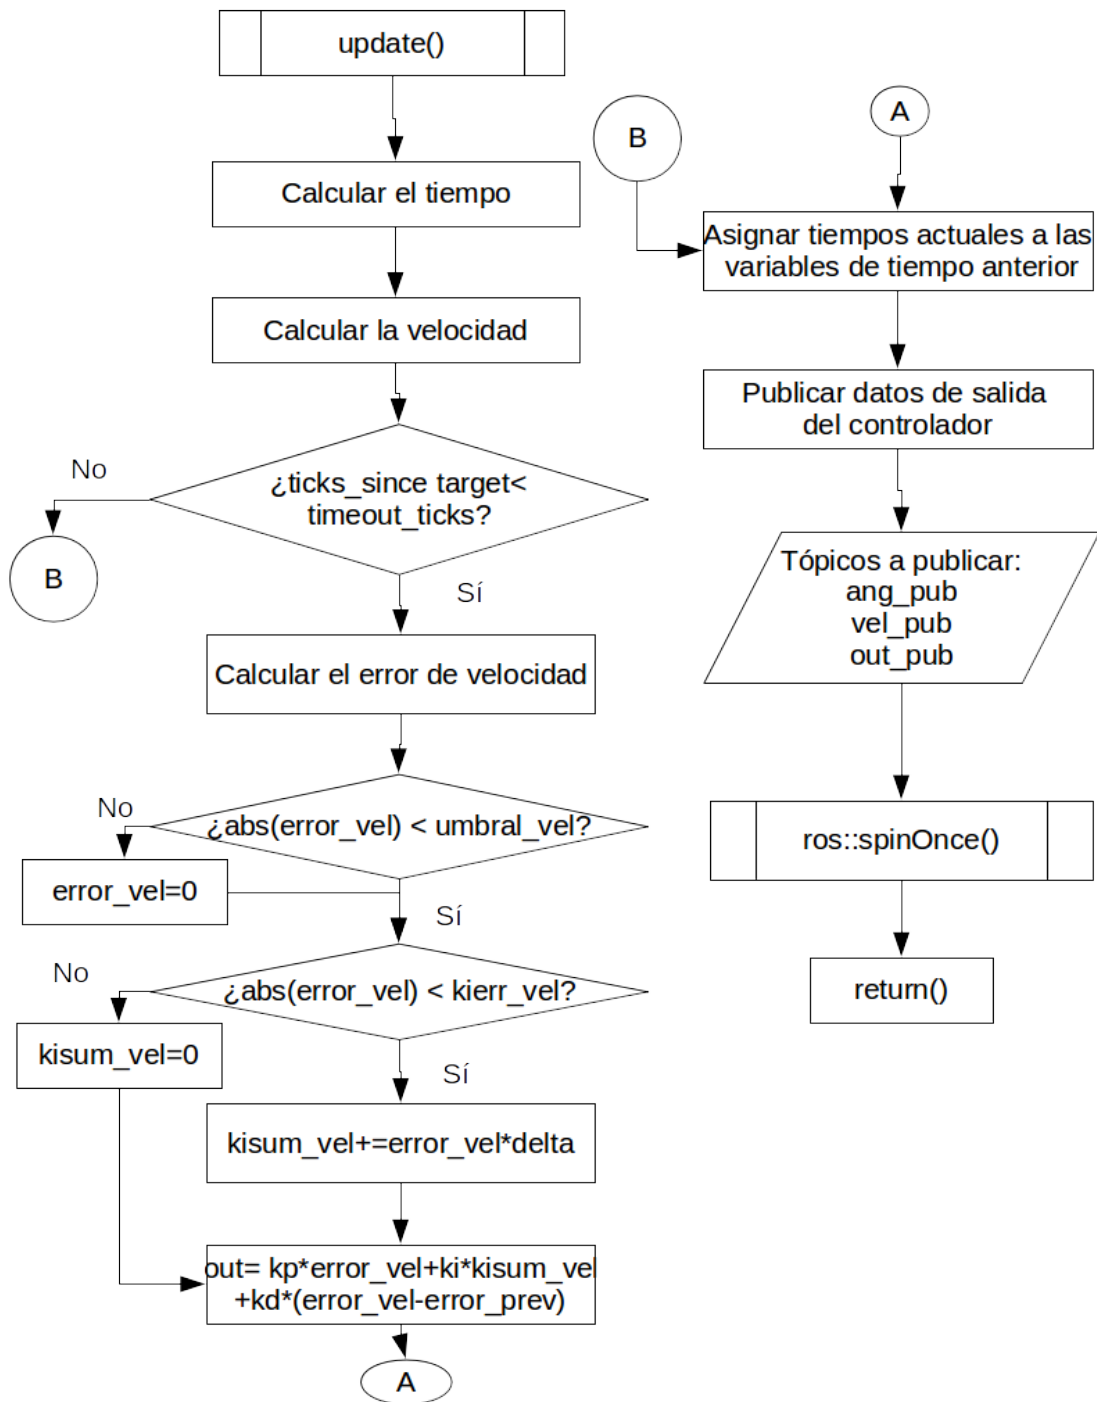 update()
Calcular el tiempo
Calcular la velocidad
¿ticks_since target<
timeout_ticks?
No
B
Sí
Calcular el error de velocidad
¿abs(error_vel) < umbral_vel?
No
error_vel=0
Sí
¿abs(error_vel) < kierr_vel?
No
kisum_vel=0
Sí
kisum_vel+=error_vel*delta
out= kp*error_vel+ki*kisum_vel
+kd*(error_vel-error_prev)
A
B
A
Asignar tiempos actuales a las
variables de tiempo anterior
Publicar datos de salida
del controlador
Tópicos a publicar:
ang_pub
vel_pub
out_pub
ros::spinOnce()
return()